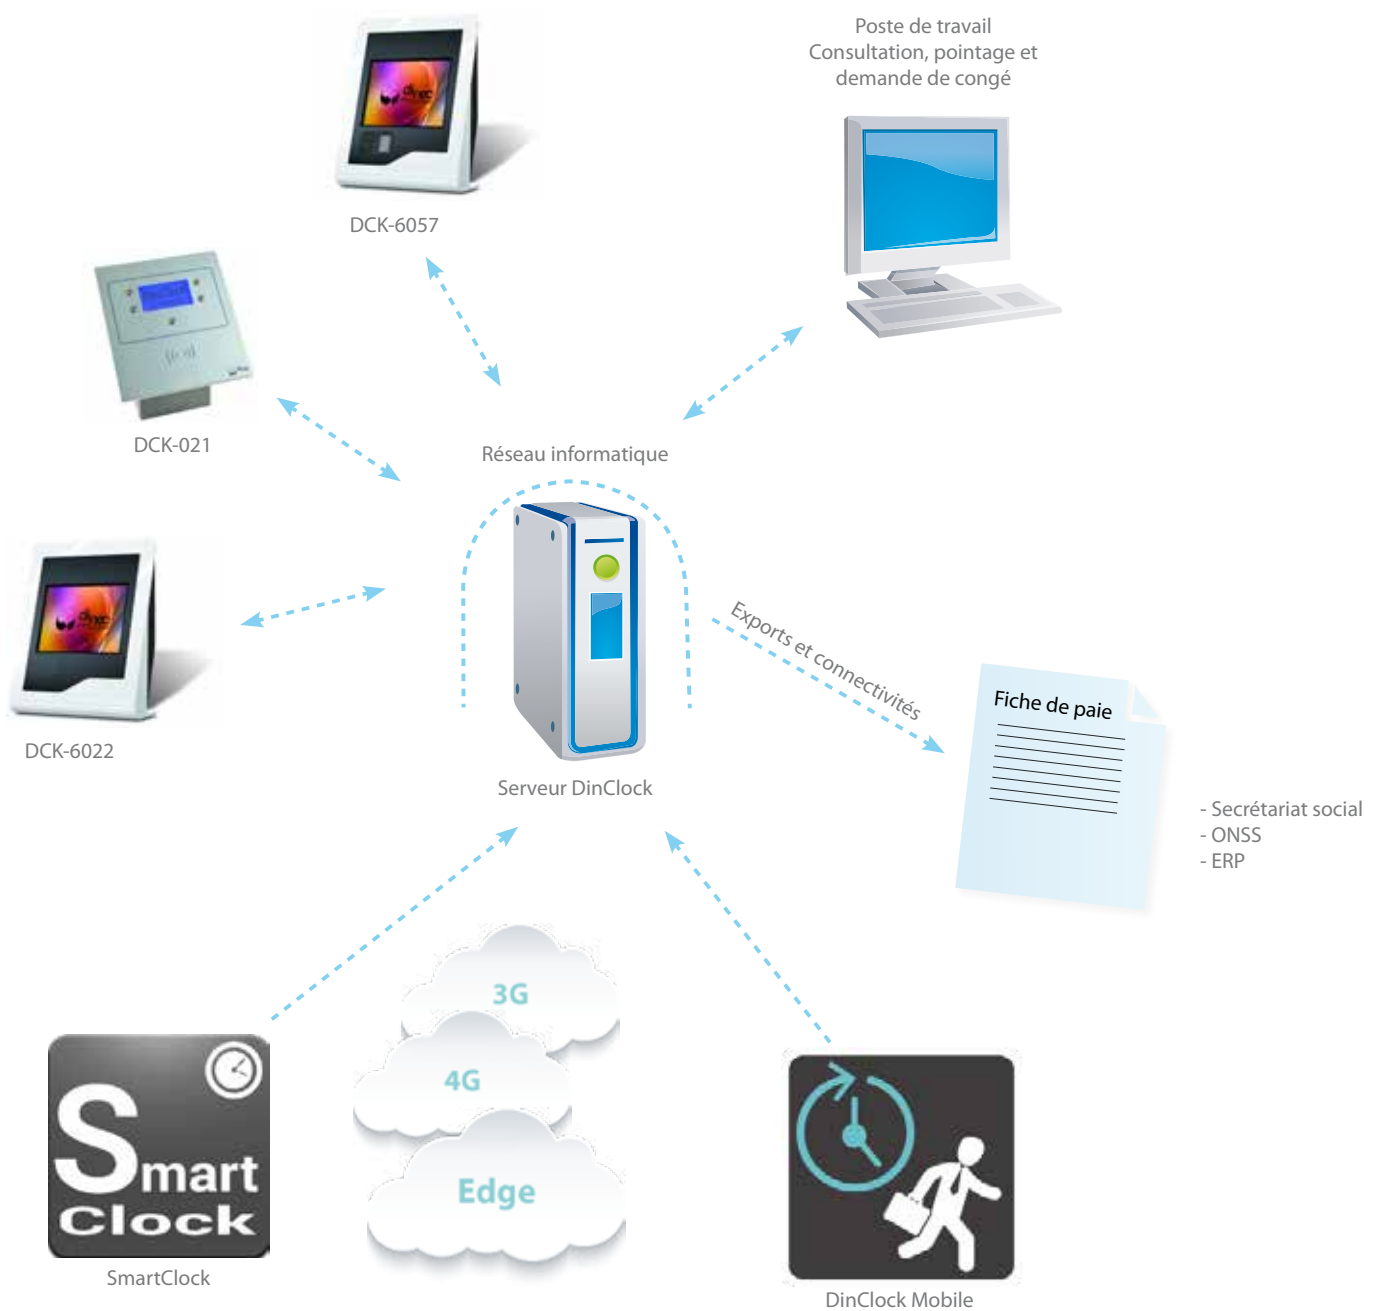 Poste de travail
Consultation, pointage et
demande de congé
DCK-6057
DCK-021
Réseau informatique
DCK-6022
Exports et connectivités
Fiche de paie
Serveur DinClock
- Secrétariat social
- ONSS
- ERP
3G
4G
Edge
Smart
Clock
SmartClock
DinClock Mobile